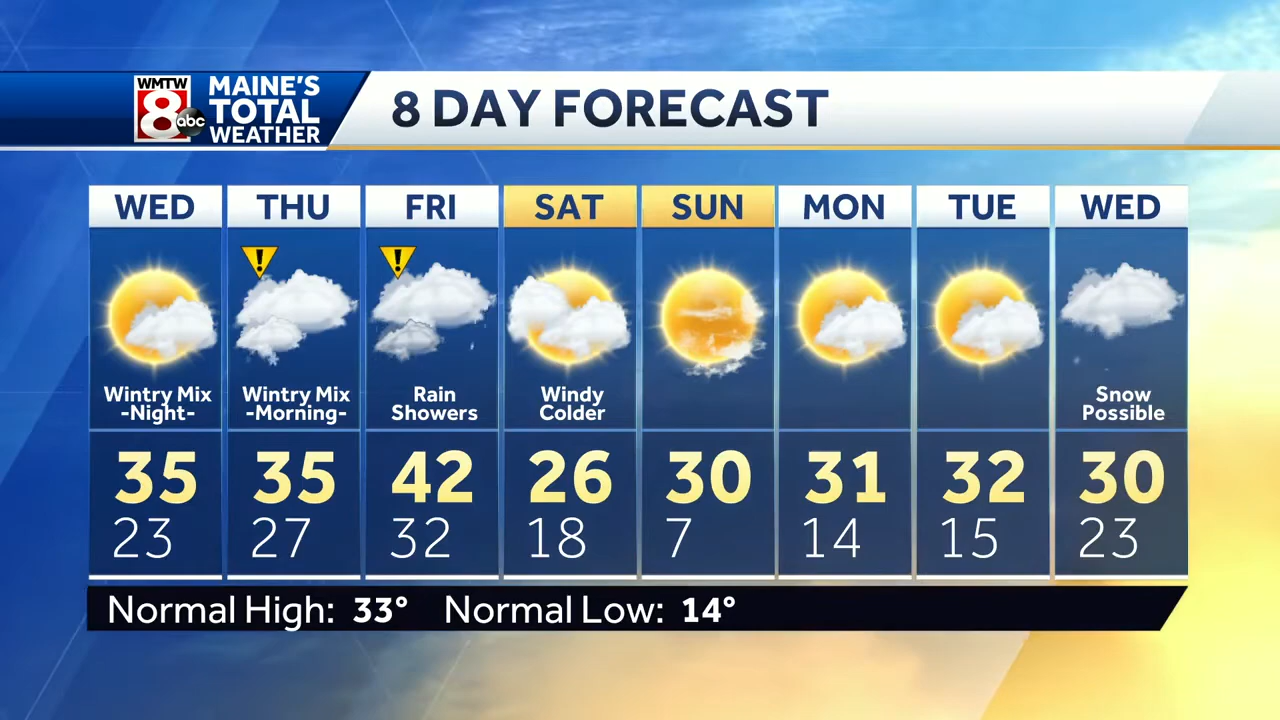 WMTW
8
abc
MAINE'S
TOTAL
WEATHER
8 DAY FORECAST
WED THU FRI SAT SUN MON TUE WED
! !
Wintry Mix Wintry Mix Rain Windy Snow
-Night- -Morning- Showers Colder Possible
35 35 42 26 30 31 32 30
23 27 32 18 7 14 15 23
Normal High: 33° Normal Low: 14°